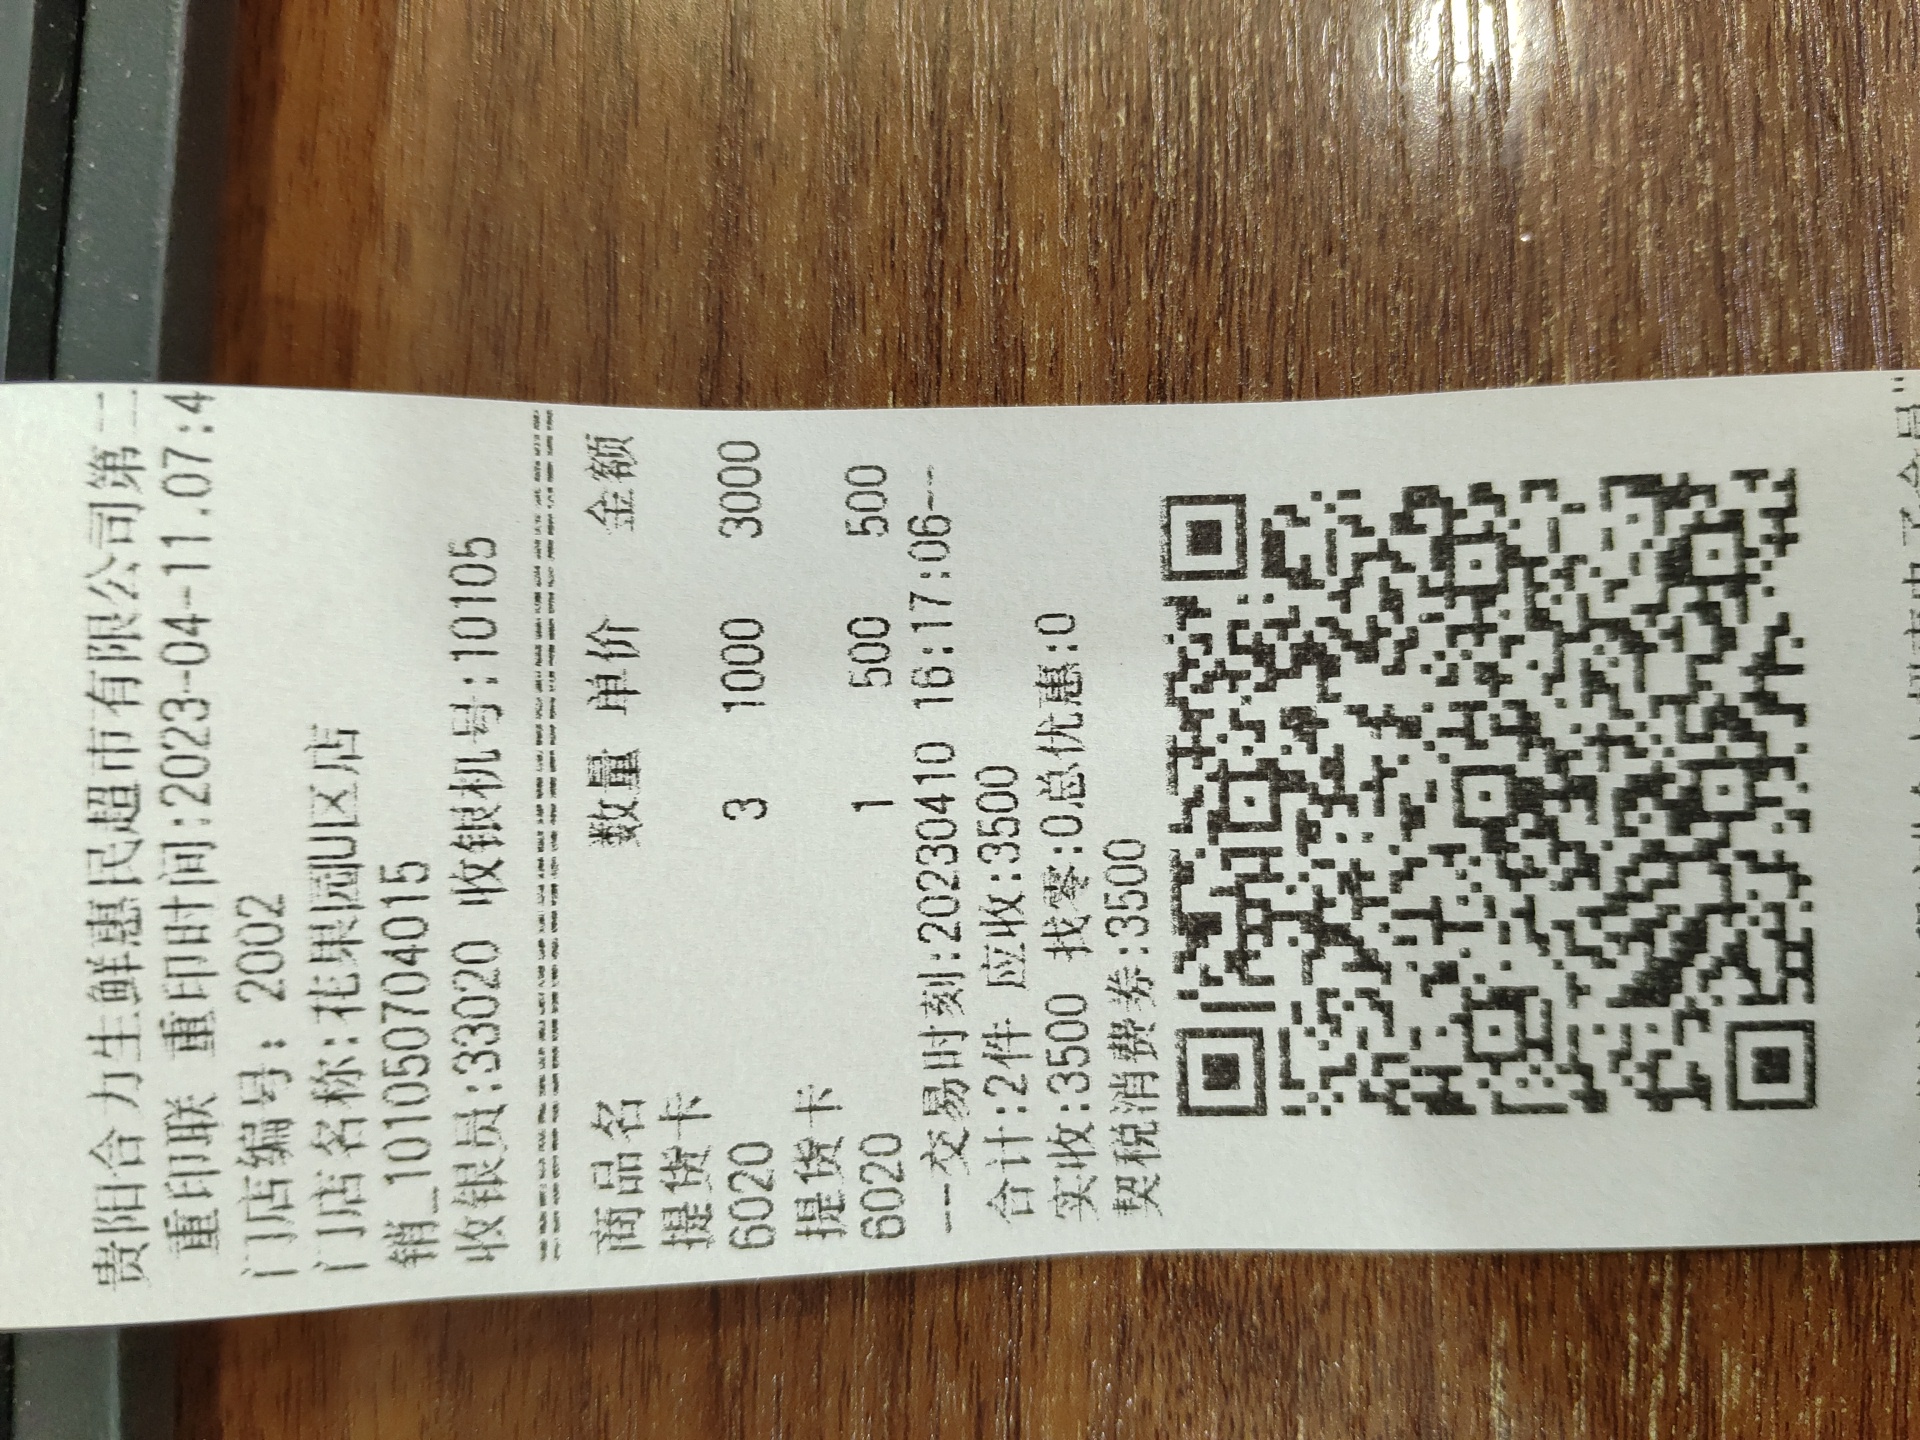 贵阳合力生鲜惠民超市有限公司第二
重印联 重印时间:2023-04-11.07:4
门店编号: 2002
门店名称:花果园U区店
销_101050704015
收银员:33020 收银机号:10105
商品名 数量 单价 金额
提货卡
6020 3 1000 3000
提货卡
6020 1 500 500
--交易时刻:20230410 16:17:06--
合计:2件 应收:3500
实收:3500 找零:0总优惠:0
契税消费券:3500